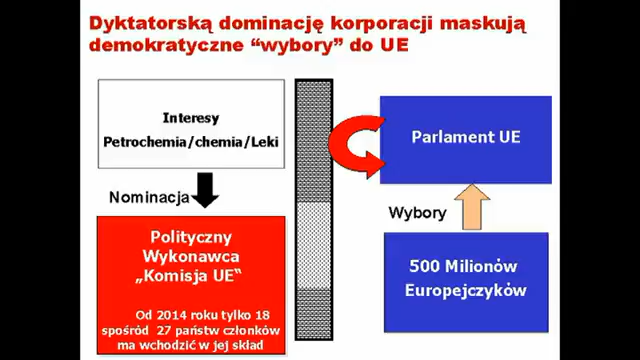 Dyktatorską dominację korporacji maskują
demokratyczne “wybory” do UE
Interesy
Petrochemia/chemia/Leki
Nominacja
Polityczny
Wykonawca
„Komisja UE“
Od 2014 roku tylko 18
spośród 27 państw członków
ma wchodzić w jej skład
Parlament UE
Wybory
500 Milionów
Europejczyków